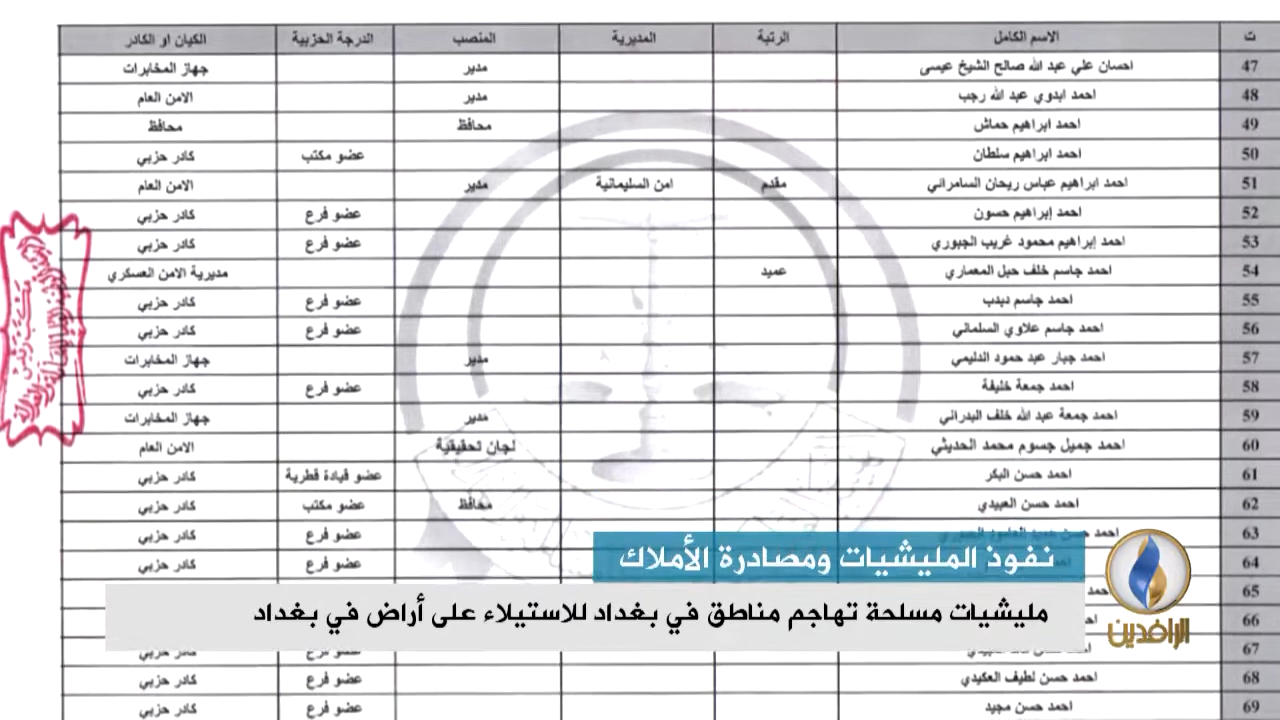 ت الاسم الكامل الرتبة المديرية المنصب الدرجة الحزبية الكيان او الكادر
47 احسان علي عبد الله صالح الشيخ عيسى مدير جهاز المخابرات
48 احمد ابدوي عبد الله رجب مدير الامن العام
49 احمد ابراهيم حماش محافظ محافظ
50 احمد ابراهيم سلطان عضو مكتب كادر حزبي
51 احمد ابراهيم عباس ريحان السامرائي مقدم امن السليمانية مدير الامن العام
52 احمد إبراهيم حسون عضو فرع كادر حزبي
53 احمد إبراهيم محمود غريب الجبوري عضو فرع كادر حزبي
54 احمد جاسم خلف حبل المعماري عميد مديرية الامن العسكري
55 احمد جاسم ديدب عضو فرع كادر حزبي
56 احمد جاسم علاوي السلماني عضو فرع كادر حزبي
57 احمد جبار عبد حمود الدليمي مدير جهاز المخابرات
58 احمد جمعة خليفة عضو فرع كادر حزبي
59 احمد جمعة عبد الله خلف البدراني مدير جهاز المخابرات
60 احمد جميل جسوم محمد الحديثي لجان تحقيقية الامن العام
61 احمد حسن البكر عضو قيادة قطرية كادر حزبي
62 احمد حسن العبيدي محافظ عضو مكتب كادر حزبي
63 احمد حسن عضو فرع كادر حزبي
64 عضو فرع كادر حزبي
نفوذ المليشيات ومصادرة الأملاك
65
مليشيات مسلحة تهاجم مناطق في بغداد للاستيلاء على أراض في بغداد
66
الرافدين
67 عضو فرع كادر حزبي
68 احمد حسن لطيف العكيدي عضو فرع كادر حزبي
69 احمد حسن مجيد عضو فرع كادر حزبي